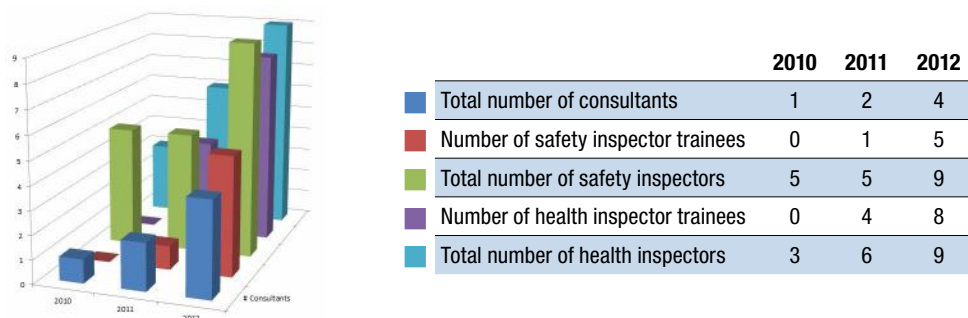 9
8
7
6
5
4
3
2
1
0
2010
2011
2012
# Consultants
2010 2011 2012
Total number of consultants 1 2 4
Number of safety inspector trainees 0 1 5
Total number of safety inspectors 5 5 9
Number of health inspector trainees 0 4 8
Total number of health inspectors 3 6 9